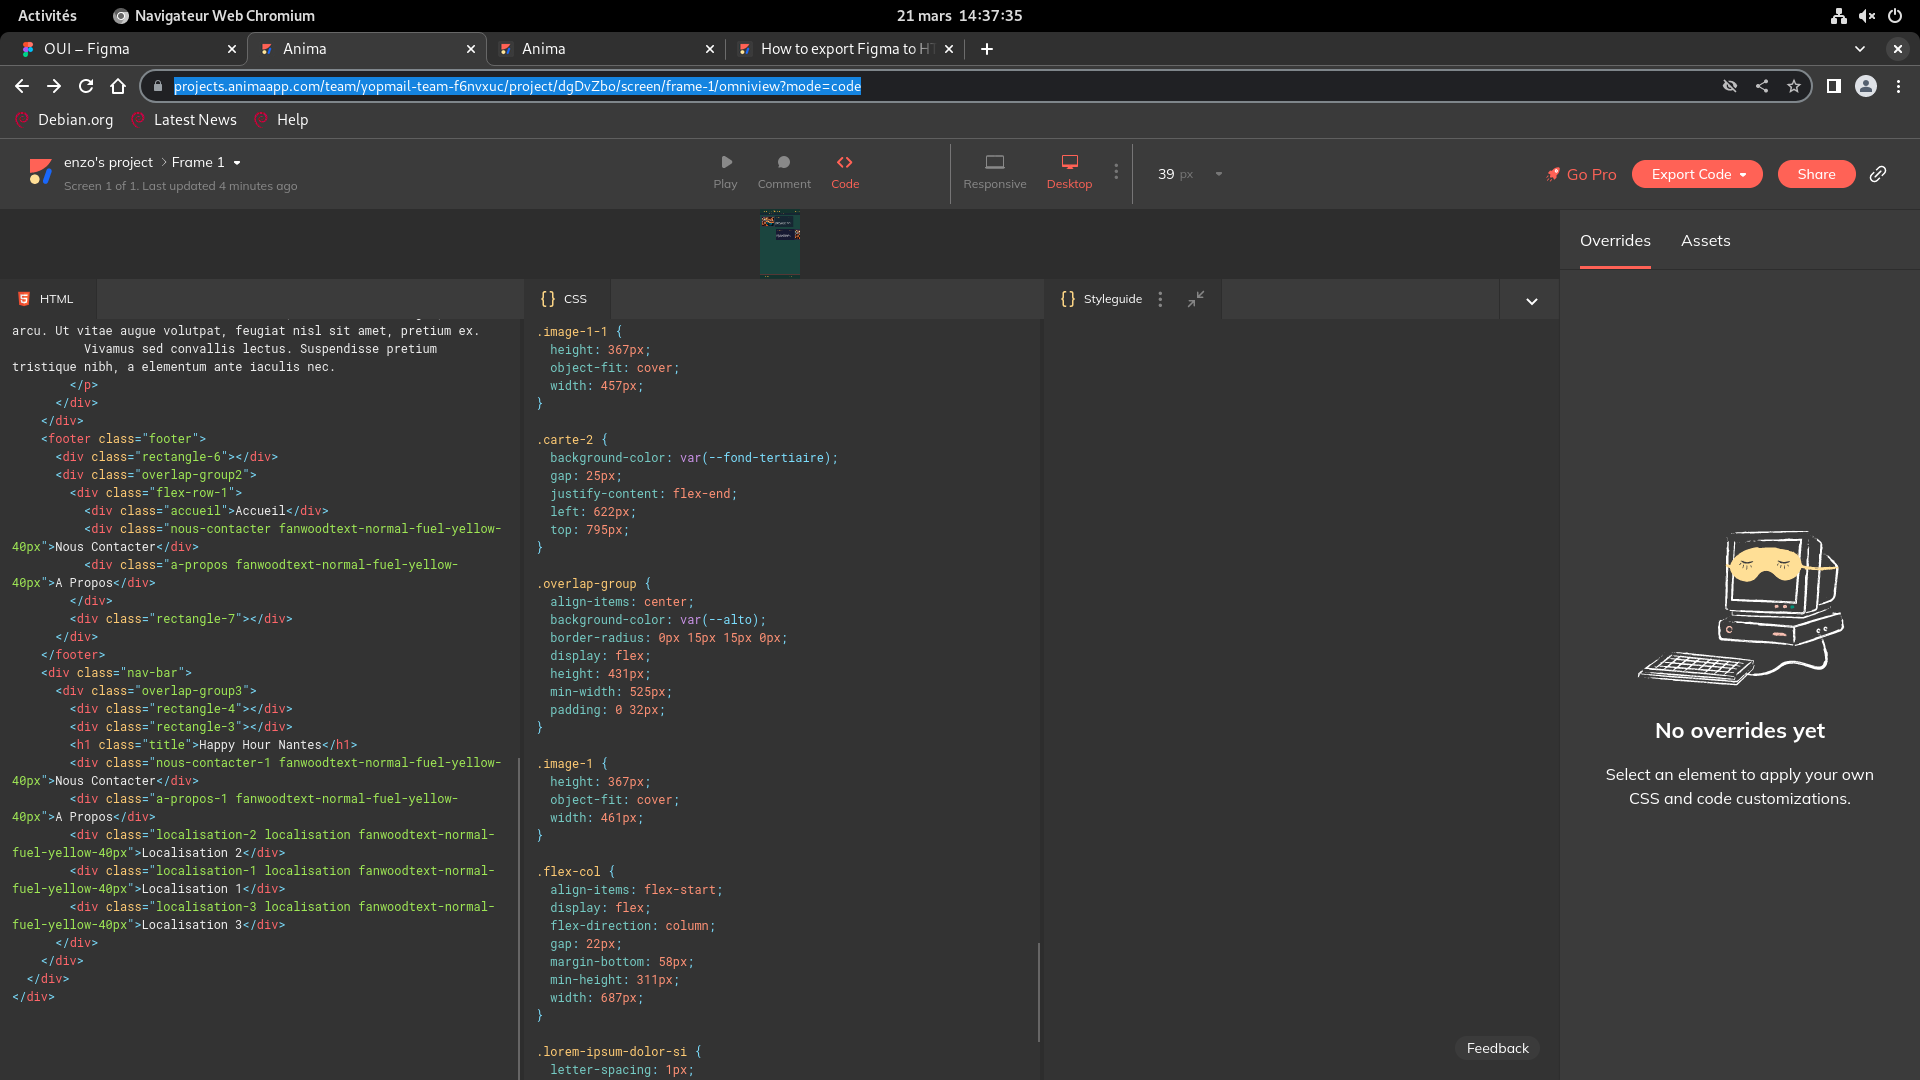 Activités
Navigateur Web Chromium
21 mars 14:37:35
OUI – Figma
Anima
Anima
How to export Figma to HT
projects.animaapp.com/team/yopmail-team-f6nvxuc/project/dgDvZbo/screen/frame-1/omniview?mode=code
Debian.org
Latest News
Help
enzo's project
Frame 1
Screen 1 of 1. Last updated 4 minutes ago
Play
Comment
Code
Responsive
Desktop
39 px
Go Pro
Export Code
Share
Overrides
Assets
HTML
arcu. Ut vitae augue volutpat, feugiat nisl sit amet, pretium ex.
Vivamus sed convallis lectus. Suspendisse pretium
tristique nibh, a elementum ante iaculis nec.
</p>
</div>
</div>
<footer class="footer">
<div class="rectangle-6"></div>
<div class="overlap-group2">
<div class="flex-row-1">
<div class="accueil">Accueil</div>
<div class="nous-contacter fanwoodtext-normal-fuel-yellow-
40px">Nous Contacter</div>
<div class="a-propos fanwoodtext-normal-fuel-yellow-
40px">A Propos</div>
</div>
<div class="rectangle-7"></div>
</div>
</footer>
<div class="nav-bar">
<div class="overlap-group3">
<div class="rectangle-4"></div>
<div class="rectangle-3"></div>
<h1 class="title">Happy Hour Nantes</h1>
<div class="nous-contacter-1 fanwoodtext-normal-fuel-yellow-
40px">Nous Contacter</div>
<div class="a-propos-1 fanwoodtext-normal-fuel-yellow-
40px">A Propos</div>
<div class="localisation-2 localisation fanwoodtext-normal-
fuel-yellow-40px">Localisation 2</div>
<div class="localisation-1 localisation fanwoodtext-normal-
fuel-yellow-40px">Localisation 1</div>
<div class="localisation-3 localisation fanwoodtext-normal-
fuel-yellow-40px">Localisation 3</div>
</div>
</div>
</div>
</div>
{} CSS
.image-1-1 {
height: 367px;
object-fit: cover;
width: 457px;
}
.carte-2 {
background-color: var(--fond-tertiaire);
gap: 25px;
justify-content: flex-end;
left: 622px;
top: 795px;
}
.overlap-group {
align-items: center;
background-color: var(--alto);
border-radius: 0px 15px 15px 0px;
display: flex;
height: 431px;
min-width: 525px;
padding: 0 32px;
}
.image-1 {
height: 367px;
object-fit: cover;
width: 461px;
}
.flex-col {
align-items: flex-start;
display: flex;
flex-direction: column;
gap: 22px;
margin-bottom: 58px;
min-height: 311px;
width: 687px;
}
.lorem-ipsum-dolor-si {
letter-spacing: 1px;
{} Styleguide
No overrides yet
Select an element to apply your own
CSS and code customizations.
Feedback